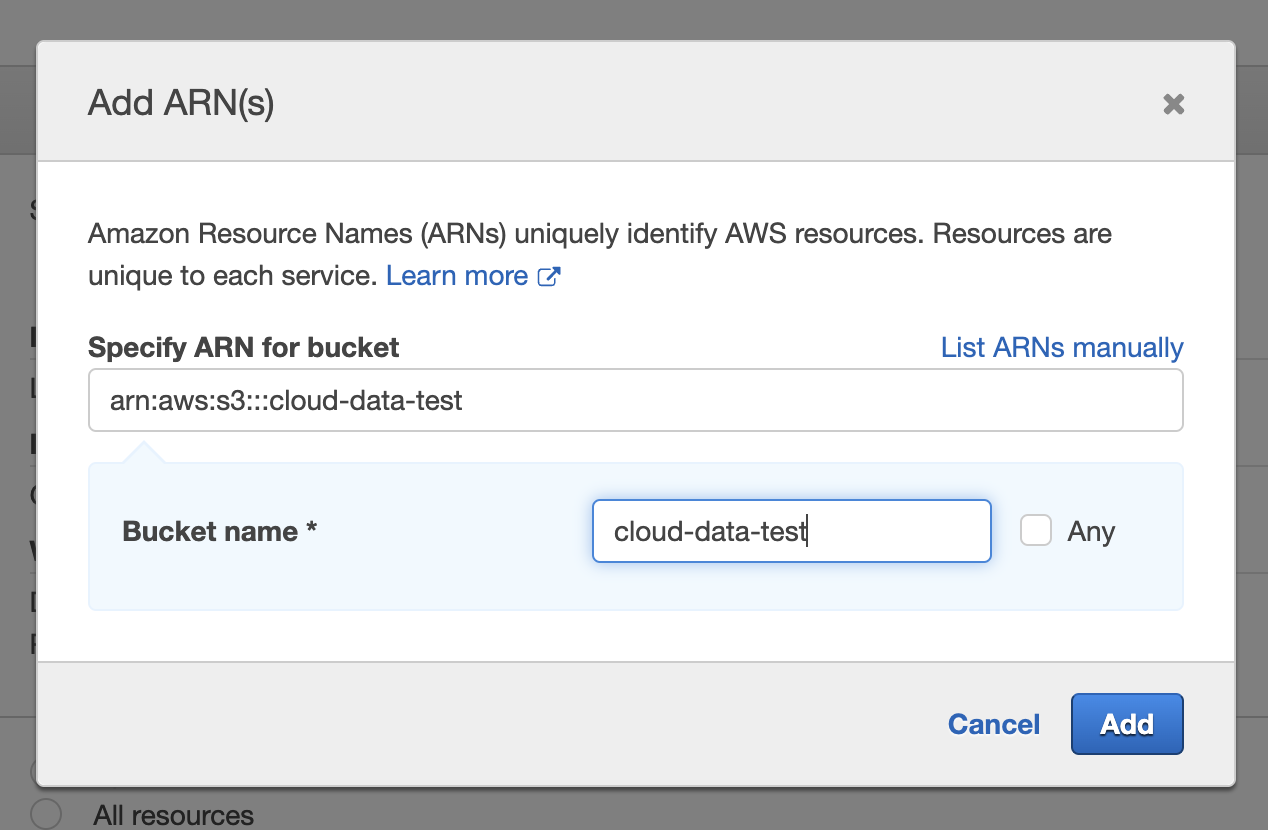 Add ARN(s)
Amazon Resource Names (ARNs) uniquely identify AWS resources. Resources are
unique to each service. Learn more
Specify ARN for bucket
List ARNs manually
arn:aws:s3:::cloud-data-test
Bucket name *
cloud-data-test
Any
Cancel
Add
All resources